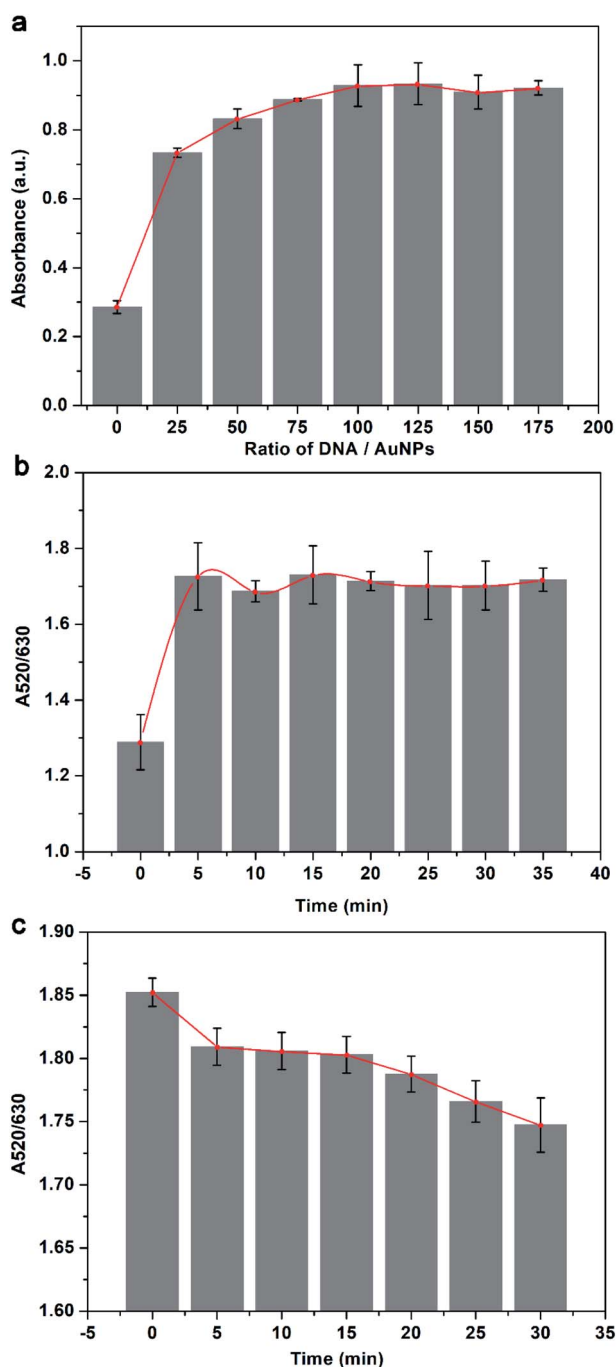 a
1.0
0.8
0.6
0.4
0.2
0.0
Absorbance (a.u.)
0 25 50 75 100 125 150 175 200
Ratio of DNA / AuNPs
b
2.0
1.8
1.6
1.4
1.2
1.0
A520/630
-5 0 5 10 15 20 25 30 35 40
Time (min)
c
1.90
1.85
1.80
1.75
1.70
1.65
1.60
A520/630
-5 0 5 10 15 20 25 30 35
Time (min)